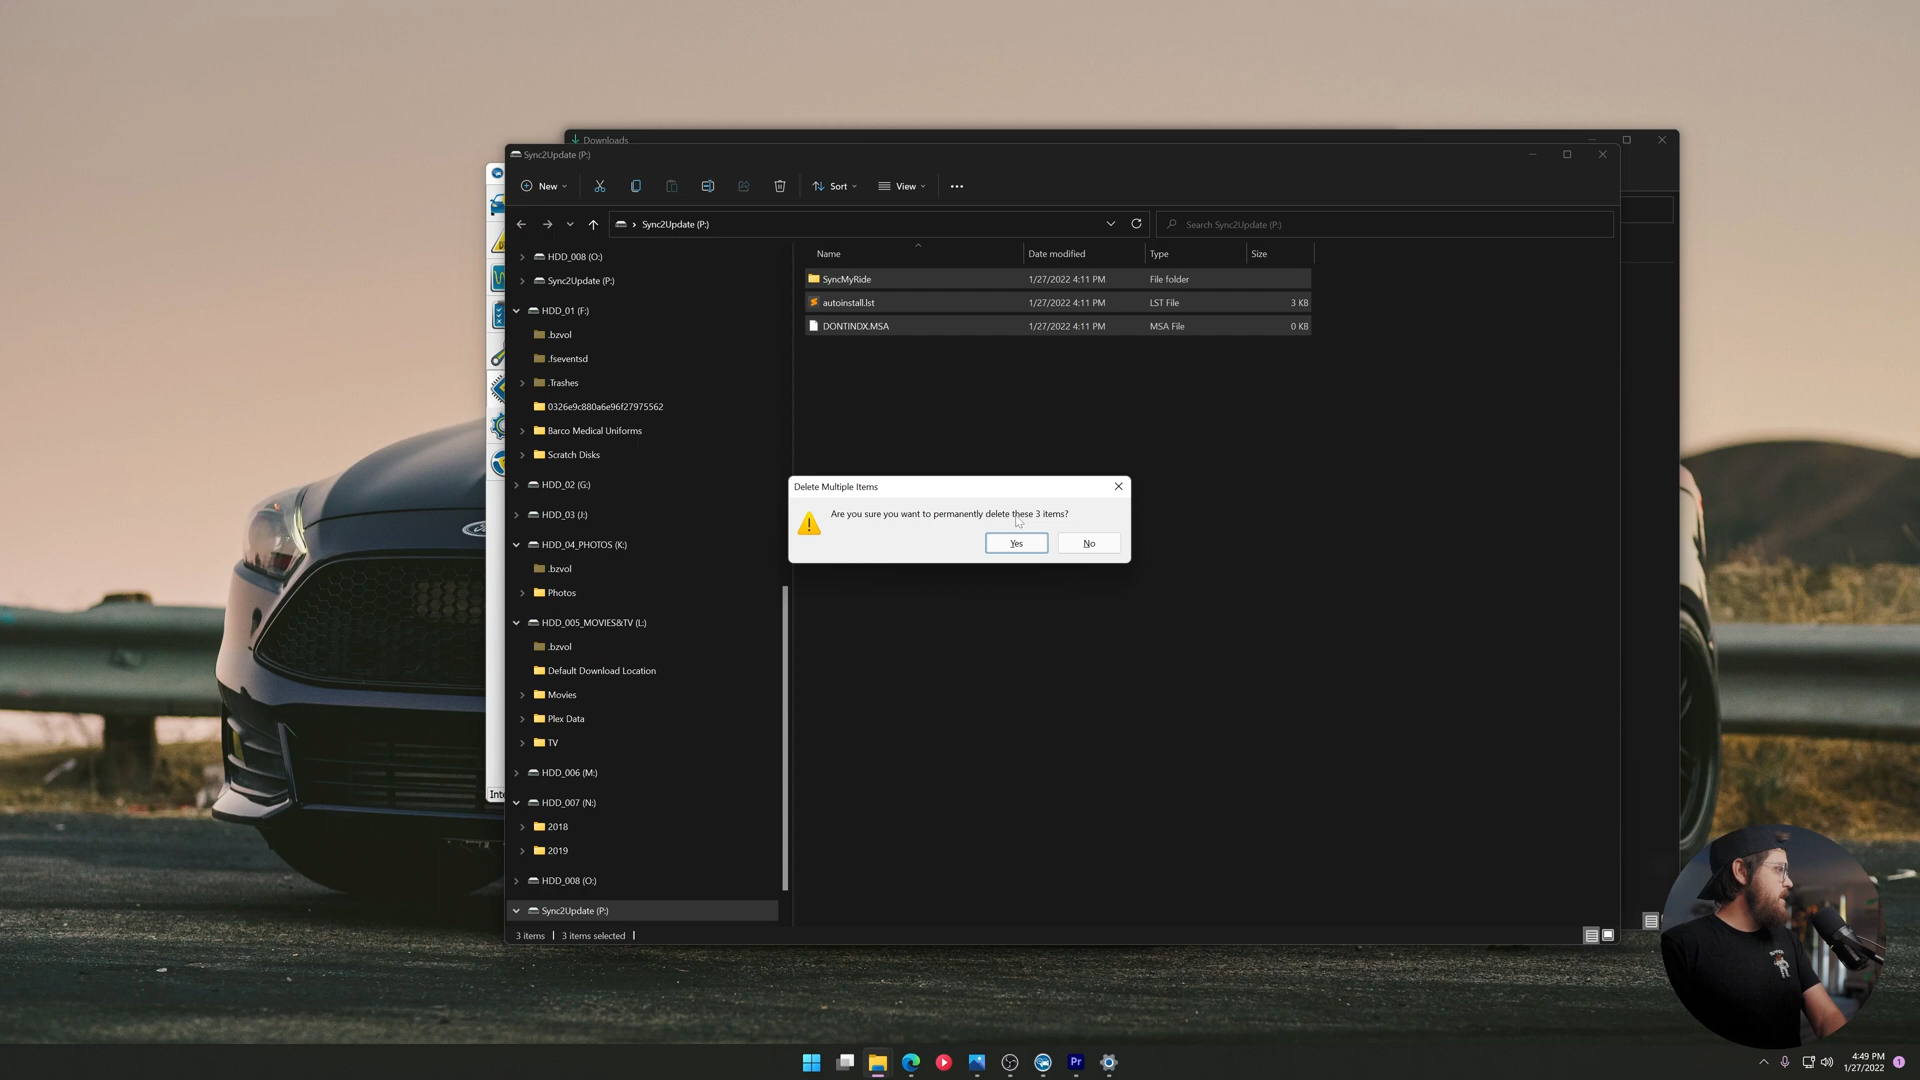 Downloads
Sync2Update (P:)
New
Sort
View
Sync2Update (P:)
Search Sync2Update (P:)
Name
Date modified
Type
Size
SyncMyRide
1/27/2022 4:11 PM
File folder
autoinstall.lst
1/27/2022 4:11 PM
LST File
3 KB
DONTINDX.MSA
1/27/2022 4:11 PM
MSA File
0 KB
HDD_008 (O:)
Sync2Update (P:)
HDD_01 (F:)
.bzvol
.fseventsd
.Trashes
0326e9c880a6e96f27975562
Barco Medical Uniforms
Scratch Disks
HDD_02 (G:)
HDD_03 (J:)
HDD_04_PHOTOS (K:)
.bzvol
Photos
HDD_005_MOVIES&TV (L:)
.bzvol
Default Download Location
Movies
Plex Data
TV
HDD_006 (M:)
HDD_007 (N:)
2018
2019
HDD_008 (O:)
Sync2Update (P:)
3 items
3 items selected
Delete Multiple Items
Are you sure you want to permanently delete these 3 items?
Yes
No
Inte
Ford
Pr
4:49 PM
1/27/2022
1